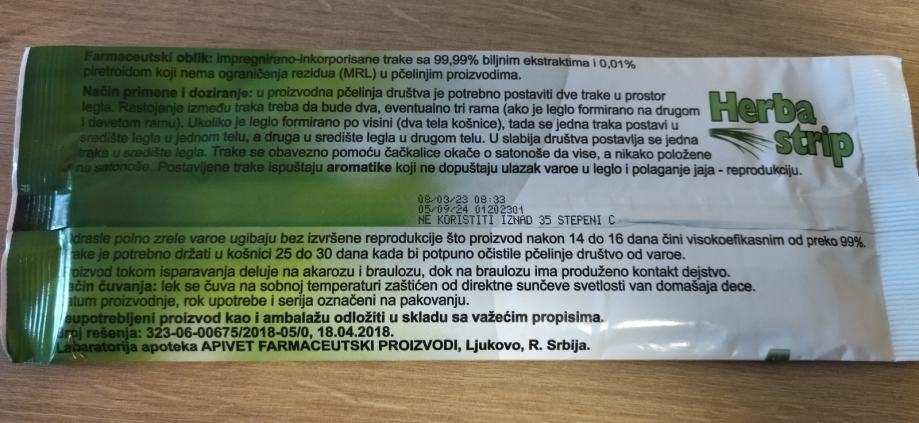 Farmaceutski oblik: impregnirano-inkorporisane trake sa 99,99% biljnim ekstraktima i 0,01%
piretroidom koji nema ograničenja rezidua (MRL) u pčelinjim proizvodima.
Način primene i doziranje: u proizvodna pčelinja društva je potrebno postaviti dve trake u prostor
legla. Rastojanje između traka treba da bude dva, eventualno tri rama (ako je leglo formirano na drugom
i devetom ramu). Ukoliko je leglo formirano po visini (dva tela košnice), tada se jedna traka postavi u
središte legla u jednom telu, a druga u središte legla u drugom telu. U slabija društva postavlja se jedna
traka u središte legla. Trake se obavezno pomoću čačkalice okače o satonoše da vise, a nikako položene
na satonoše. Postavljene trake ispuštaju aromatike koji ne dopuštaju ulazak varoe u leglo i polaganje jaja - reprodukciju.
Herba
strip
08/03/23 08:33
05/09/24 01202301
NE KORISTITI IZNAD 35 STEPENI C
drasle polno zrele varoe ugibaju bez izvršene reprodukcije što proizvod nakon 14 do 16 dana čini visokoefikasnim od preko 99%.
rake je potrebno držati u košnici 25 do 30 dana kada bi potpuno očistile pčelinje društvo od varoe.
roizvod tokom isparavanja deluje na akarozu i braulozu, dok na braulozu ima produženo kontakt dejstvo.
ačin čuvanja: lek se čuva na sobnoj temperaturi zaštićen od direktne sunčeve svetlosti van domašaja dece.
atum proizvodnje, rok upotrebe i serija označeni na pakovanju.
eupotrebljeni proizvod kao i ambalažu odložiti u skladu sa važećim propisima.
Broj rešenja: 323-06-00675/2018-05/0, 18.04.2018.
Labaratorija apoteka APIVET FARMACEUTSKI PROIZVODI, Ljukovo, R. Srbija.